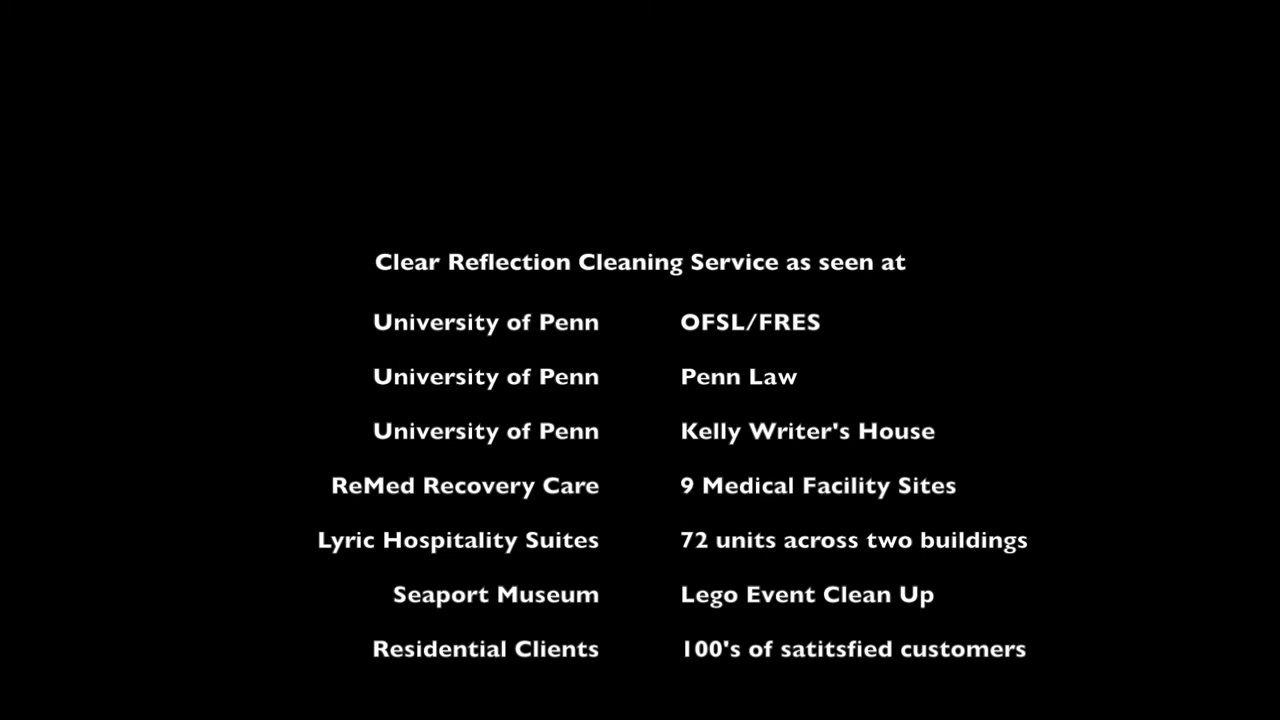 Clear Reflection Cleaning Service as seen at
University of Penn OFSL/FRES
University of Penn Penn Law
University of Penn Kelly Writer's House
ReMed Recovery Care 9 Medical Facility Sites
Lyric Hospitality Suites 72 units across two buildings
Seaport Museum Lego Event Clean Up
Residential Clients 100's of satitsfied customers